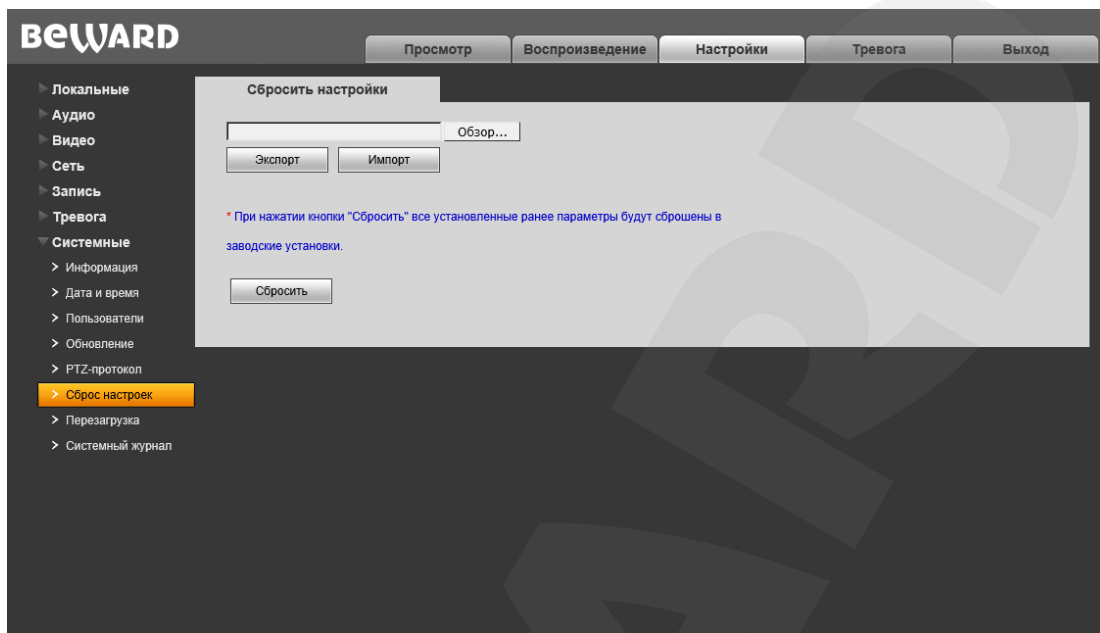 BEWARD
Просмотр
Воспроизведение
Настройки
Тревога
Выход
Локальные
Аудио
Видео
Сеть
Запись
Тревога
Системные
Информация
Дата и время
Пользователи
Обновление
PTZ-протокол
Сброс настроек
Перезагрузка
Системный журнал
Сбросить настройки
Обзор...
Экспорт
Импорт
* При нажатии кнопки "Сбросить" все установленные ранее параметры будут сброшены в
заводские установки.
Сбросить